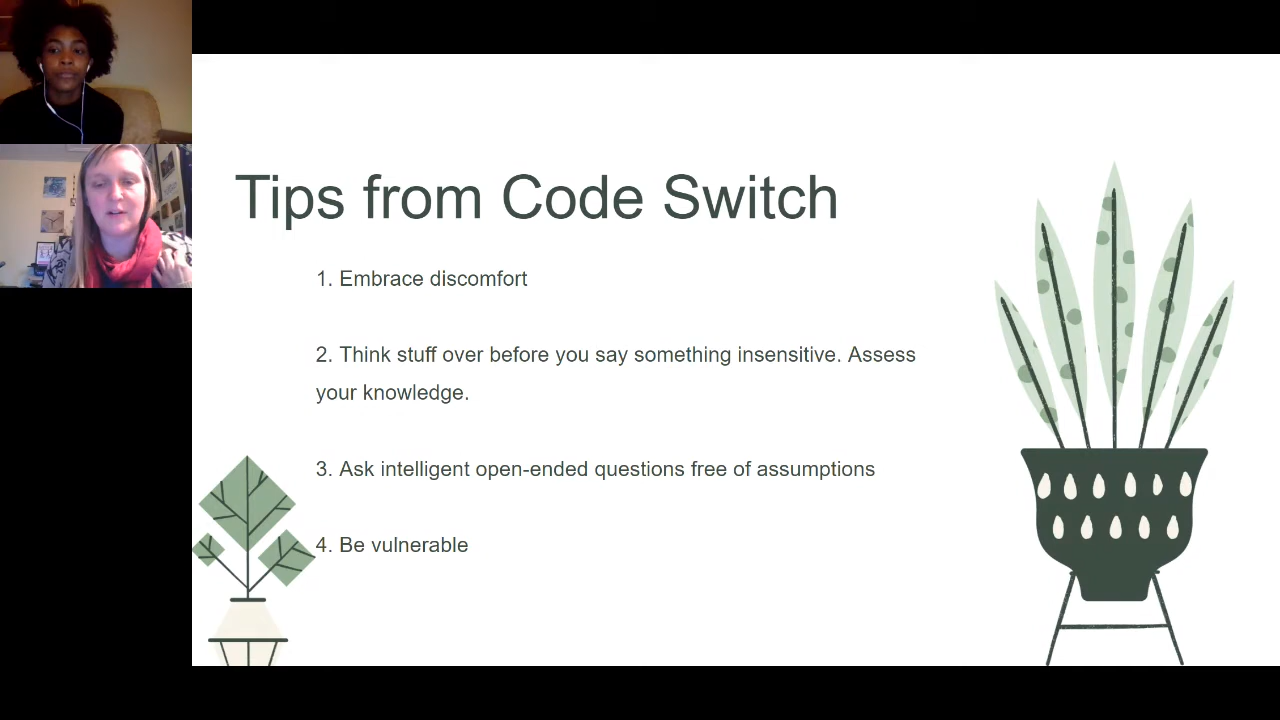 Tips from Code Switch
1. Embrace discomfort
2. Think stuff over before you say something insensitive. Assess
your knowledge.
3. Ask intelligent open-ended questions free of assumptions
4. Be vulnerable